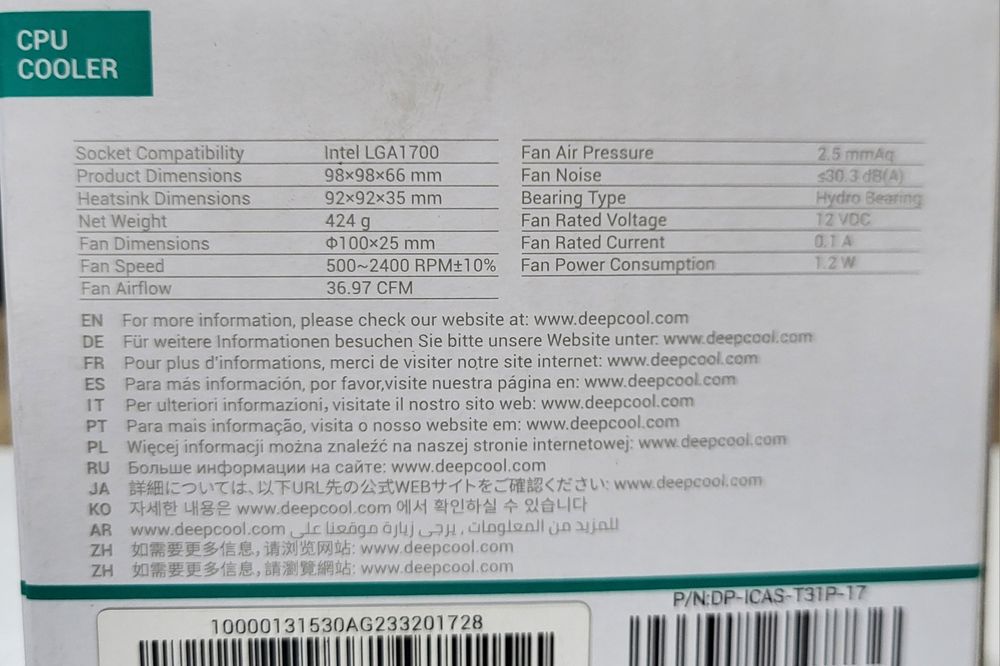 CPU
COOLER
Socket Compatibility Intel LGA1700
Product Dimensions 98×98×66 mm
Heatsink Dimensions 92×92×35 mm
Net Weight 424 g
Fan Dimensions Φ100×25 mm
Fan Speed 500~2400 RPM±10%
Fan Airflow 36.97 CFM
Fan Air Pressure 2.5 mmAq
Fan Noise ≤30.3 dB(A)
Bearing Type Hydro Bearing
Fan Rated Voltage 12 VDC
Fan Rated Current 0.1 A
Fan Power Consumption 1.2 W
EN For more information, please check our website at: www.deepcool.com
DE Für weitere Informationen besuchen Sie bitte unsere Website unter: www.deepcool.com
FR Pour plus d'informations, merci de visiter notre site internet: www.deepcool.com
ES Para más información, por favor,visite nuestra página en: www.deepcool.com
IT Per ulteriori informazioni, visitate il nostro sito web: www.deepcool.com
PT Para mais informação, visita o nosso website em: www.deepcool.com
PL Więcej informacji można znaleźć na naszej stronie internetowej: www.deepcool.com
RU Больше информации на сайте: www.deepcool.com
JA 詳細については、以下URL先の公式WEBサイトをご確認ください: www.deepcool.com
KO 자세한 내용은 www.deepcool.com 에서 확인하실 수 있습니다
AR للمزيد من المعلومات ، يرجى زيارة موقعنا على www.deepcool.com
ZH 如需要更多信息，请浏览网站: www.deepcool.com
ZH 如需要更多信息，請瀏覽網站: www.deepcool.com
P/N:DP-ICAS-T31P-17
10000131530AG233201728